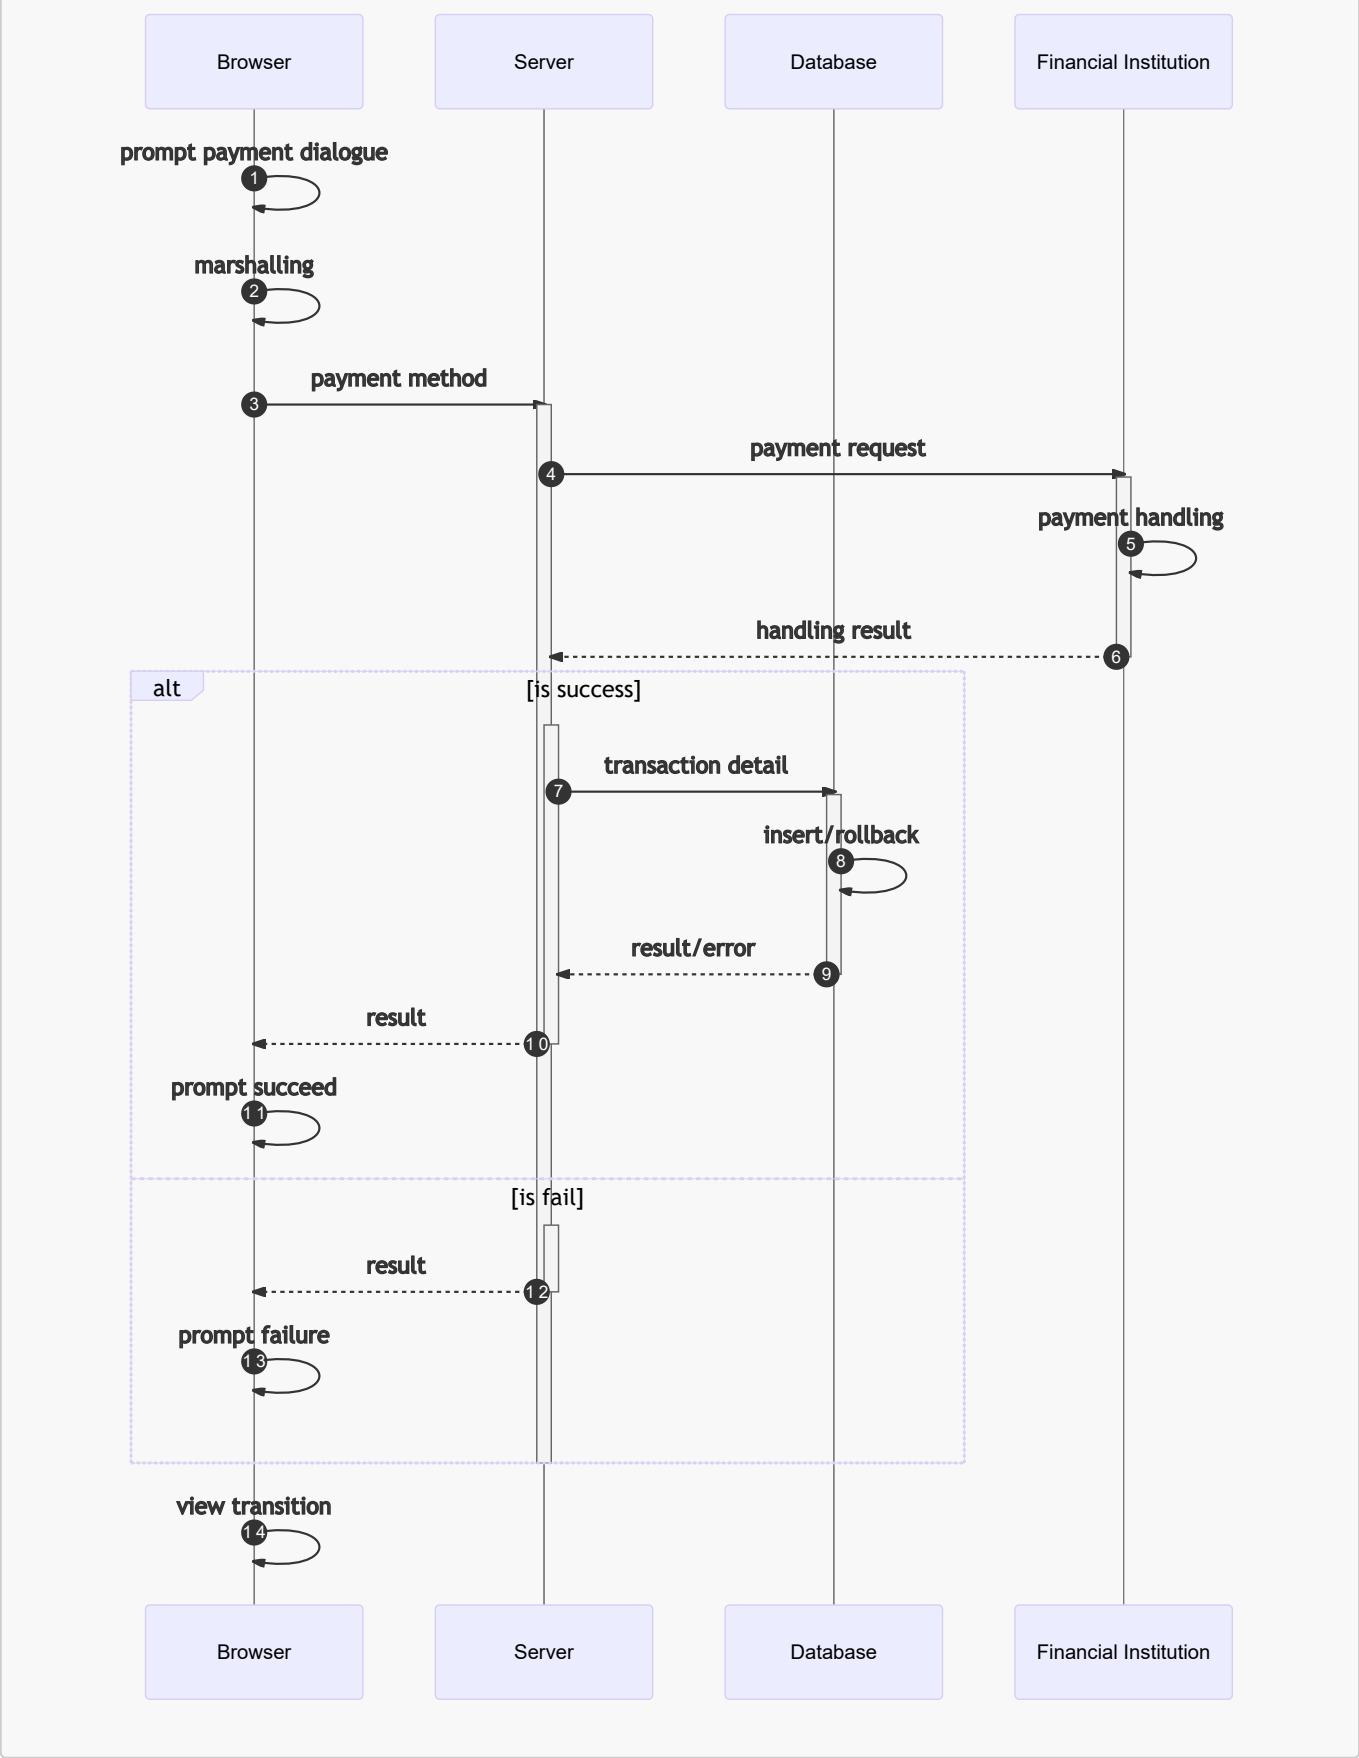 Browser
Server
Database
Financial Institution
prompt payment dialogue
1
marshalling
2
payment method
3
payment request
4
payment handling
5
handling result
6
alt
[is success]
transaction detail
7
insert/rollback
8
result/error
9
result
10
prompt succeed
11
[is fail]
result
12
prompt failure
13
view transition
14
Browser
Server
Database
Financial Institution